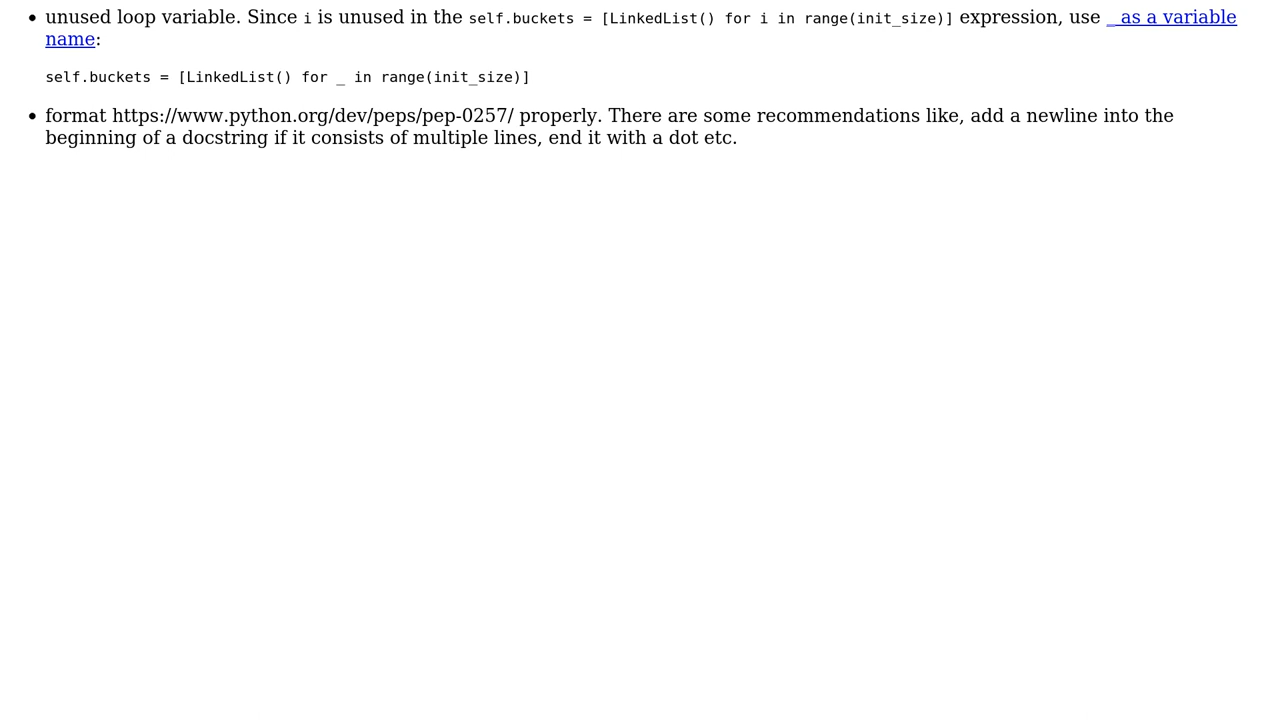 unused loop variable. Since i is unused in the self.buckets = [LinkedList() for i in range(init_size)] expression, use _ as a variable
name:
self.buckets = [LinkedList() for _ in range(init_size)]
format https://www.python.org/dev/peps/pep-0257/ properly. There are some recommendations like, add a newline into the
beginning of a docstring if it consists of multiple lines, end it with a dot etc.